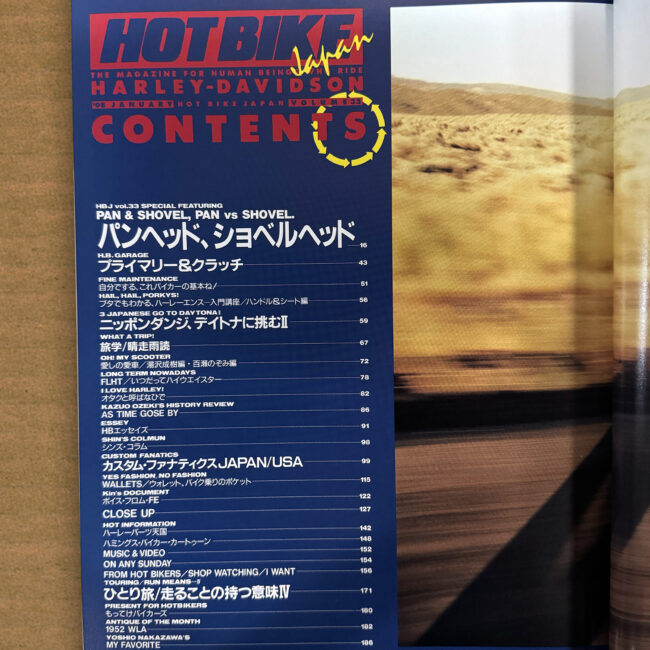 HOT BIKE
Japan
THE MAGAZINE FOR HUMAN BEING WHO RIDE
HARLEY-DAVIDSON
JANUARY HOT BIKE JAPAN VOLUME 33
CONTENTS
HBJ vol.33 SPECIAL FEATURING
PAN & SHOVEL, PAN vs SHOVEL.
パンヘッド、ショベルヘッド 16
H.B. GARAGE
プライマリー&クラッチ 43
FINE MAINTENANCE
自分でする、これバイカーの基本ね! 51
HAIL, HAIL, PORKYS!
ブタでもわかる、ハーレーエンスー入門講座/ハンドル&シート編 56
3 JAPANESE GO TO DAYTONA!
ニッポンダンジ、デイトナに挑むII 59
WHAT A TRIP!
旅学/晴走雨読 67
OH! MY SCOOTER
愛しの愛車/湯沢成樹編・百瀬のぞみ編 72
LONG TERM NOWADAYS
FLHT/いつだってハイウエイスター 78
I LOVE HARLEY!
オタクと呼ばないで 82
KAZUO OZEKI'S HISTORY REVIEW
AS TIME GOSE BY 86
ESSEY
HBエッセイズ 91
SHIN'S COLMUN
シンズ・コラム 98
CUSTOM FANATICS
カスタム・ファナティクスJAPAN/USA 99
YES FASHION, NO FASHION
WALLETS/ウォレット、バイク乗りのポケット 115
Kin's DOCUMENT
ボイス・フロム・FE 122
CLOSE UP 127
HOT INFORMATION
ハーレーパーツ天国 142
ハミングス・バイカー・カートゥーン 148
MUSIC & VIDEO 152
ON ANY SUNDAY 154
FROM HOT BIKERS/SHOP WATCHING/I WANT 156
TOURING/RUN MEANS
ひとり旅/走ることの持つ意味IV 171
PRESENT FOR HOTBIKERS
もってけバイカーズ 180
ANTIQUE OF THE MONTH
1952 WLA 182
YOSHIO NAKAZAWA'S
MY FAVORITE 186